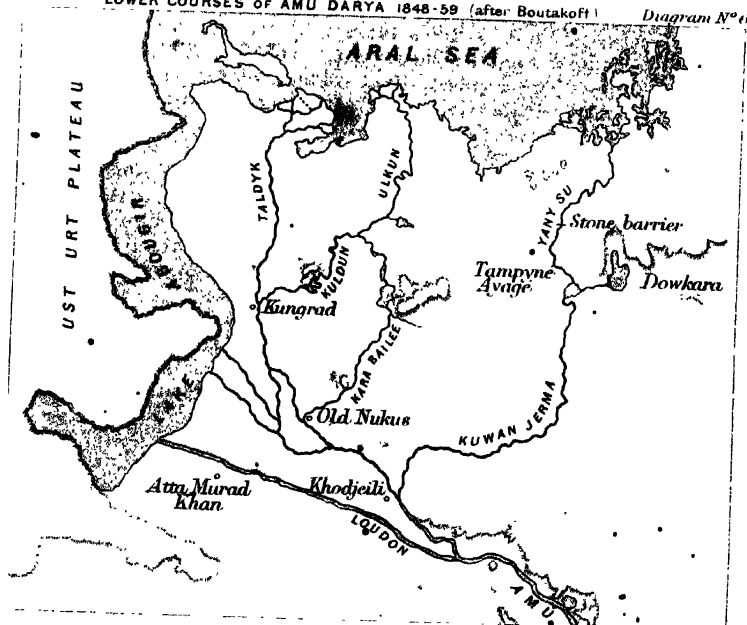 LOWER COURSES OF AMU DARYA 1848-59 (after Boutakoff)
Diagram Nº
ARAL SEA
UST URT PLATEAU
TALDYK
ULKUN
YANY SU
ABOUGIR
LAKE
Stone barrier
KULDUN
Tampyne
Ayage
Dowkara
Kungrad
KARA BAILEE
Old Nukus
KUWAN JERMA
Atta Murad
Khan
Khodjeili
LOUDON
AMU